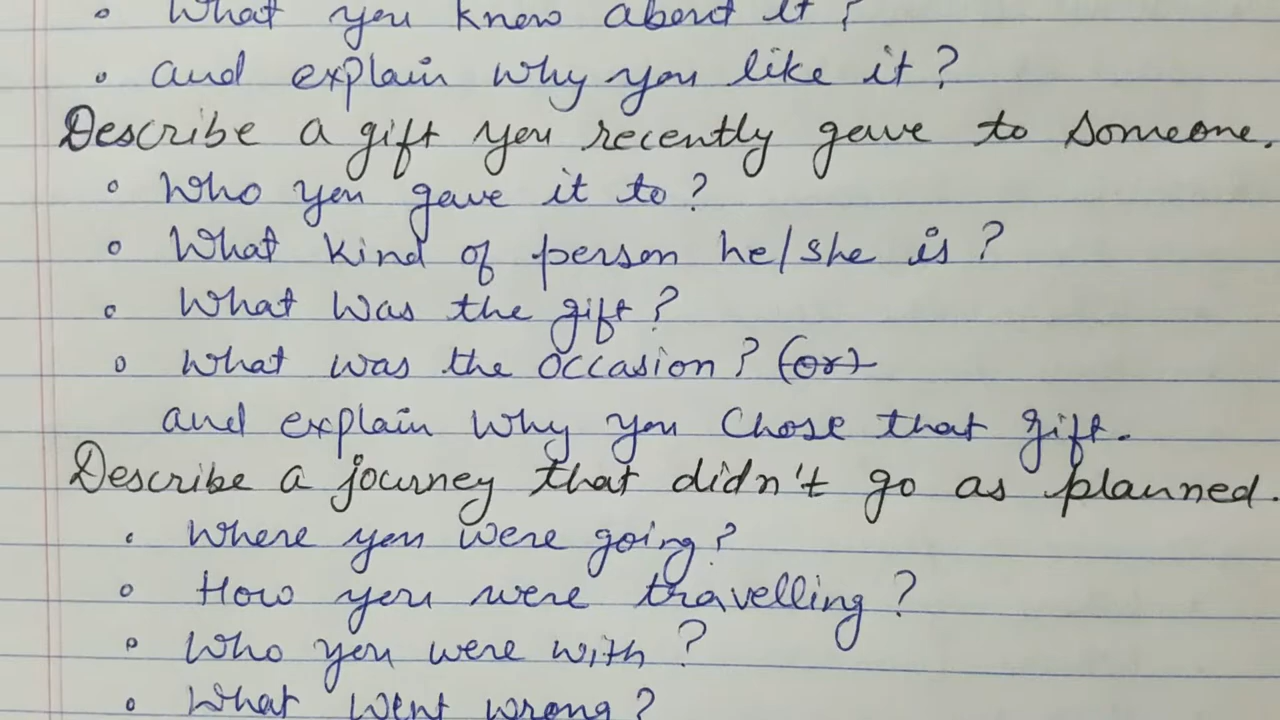 • What you know about it?
• and explain why you like it?
Describe a gift you recently gave to someone.
• Who you gave it to?
• What kind of person he/she is?
• What was the gift?
• What was the occasion? (or)
and explain why you chose that gift.
Describe a journey that didn't go as planned.
• Where you were going?
• How you were travelling?
• Who you were with?
• What went wrong?